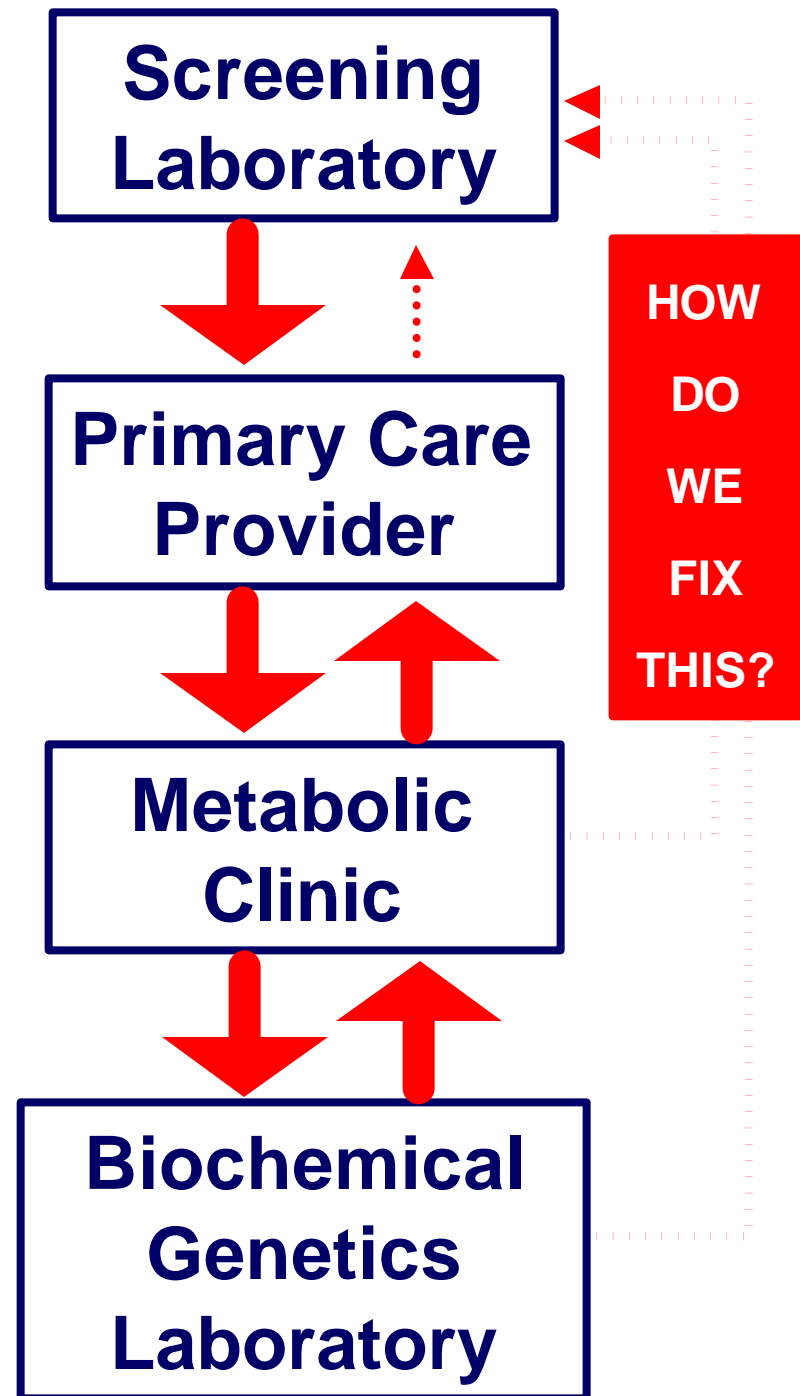 Screening
Laboratory
HOW
DO
WE
FIX
THIS?
Primary Care
Provider
Metabolic
Clinic
Biochemical
Genetics
Laboratory